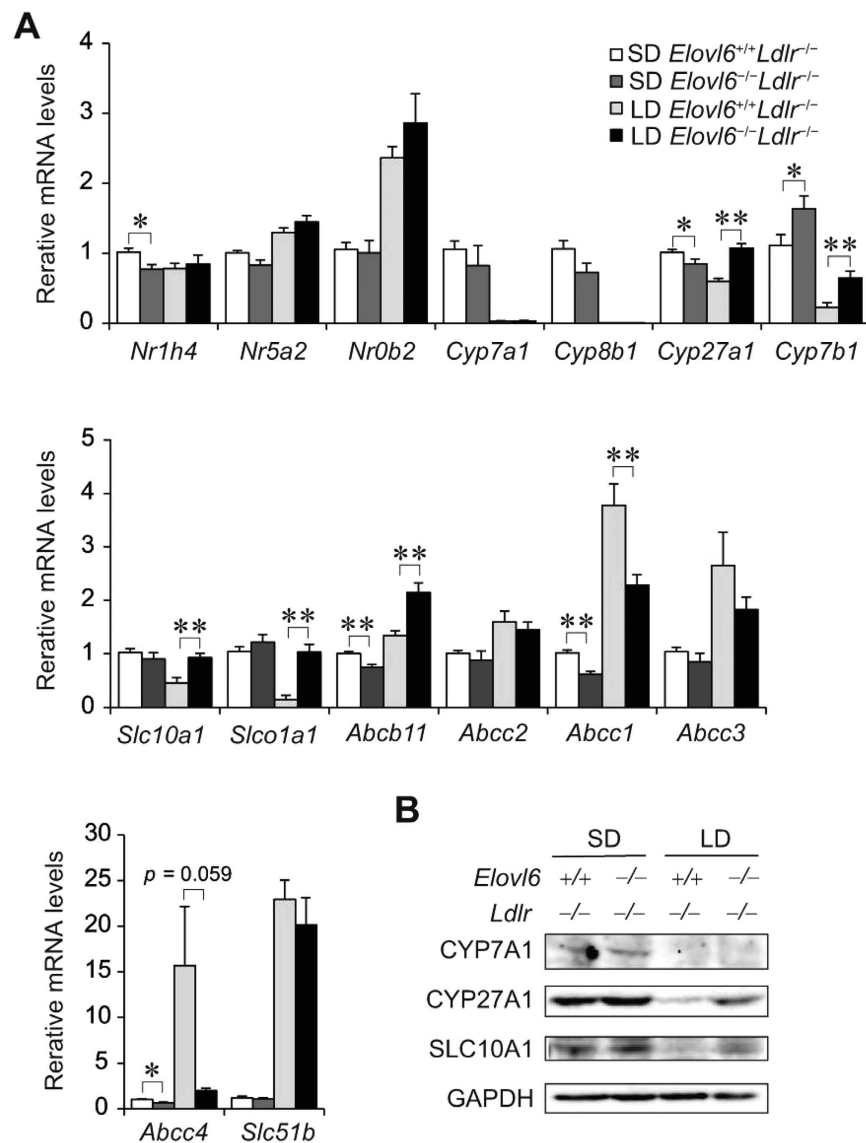 A
Rerative mRNA levels
4
3
2
1
0
SD Elovl6+/+Ldlr−/−
SD Elovl6−/−Ldlr−/−
LD Elovl6+/+Ldlr−/−
LD Elovl6−/−Ldlr−/−
* * ** * **
Nr1h4 Nr5a2 Nr0b2 Cyp7a1 Cyp8b1 Cyp27a1 Cyp7b1
Rerative mRNA levels
5
4
3
2
1
0
** ** ** ** ** **
Slc10a1 Slco1a1 Abcb11 Abcc2 Abcc1 Abcc3
Rerative mRNA levels
30
25
20
15
10
5
0
p = 0.059
*
Abcc4 Slc51b
B
SD LD
Elovl6 +/+ −/− +/+ −/−
Ldlr −/− −/− −/− −/−
CYP7A1
CYP27A1
SLC10A1
GAPDH